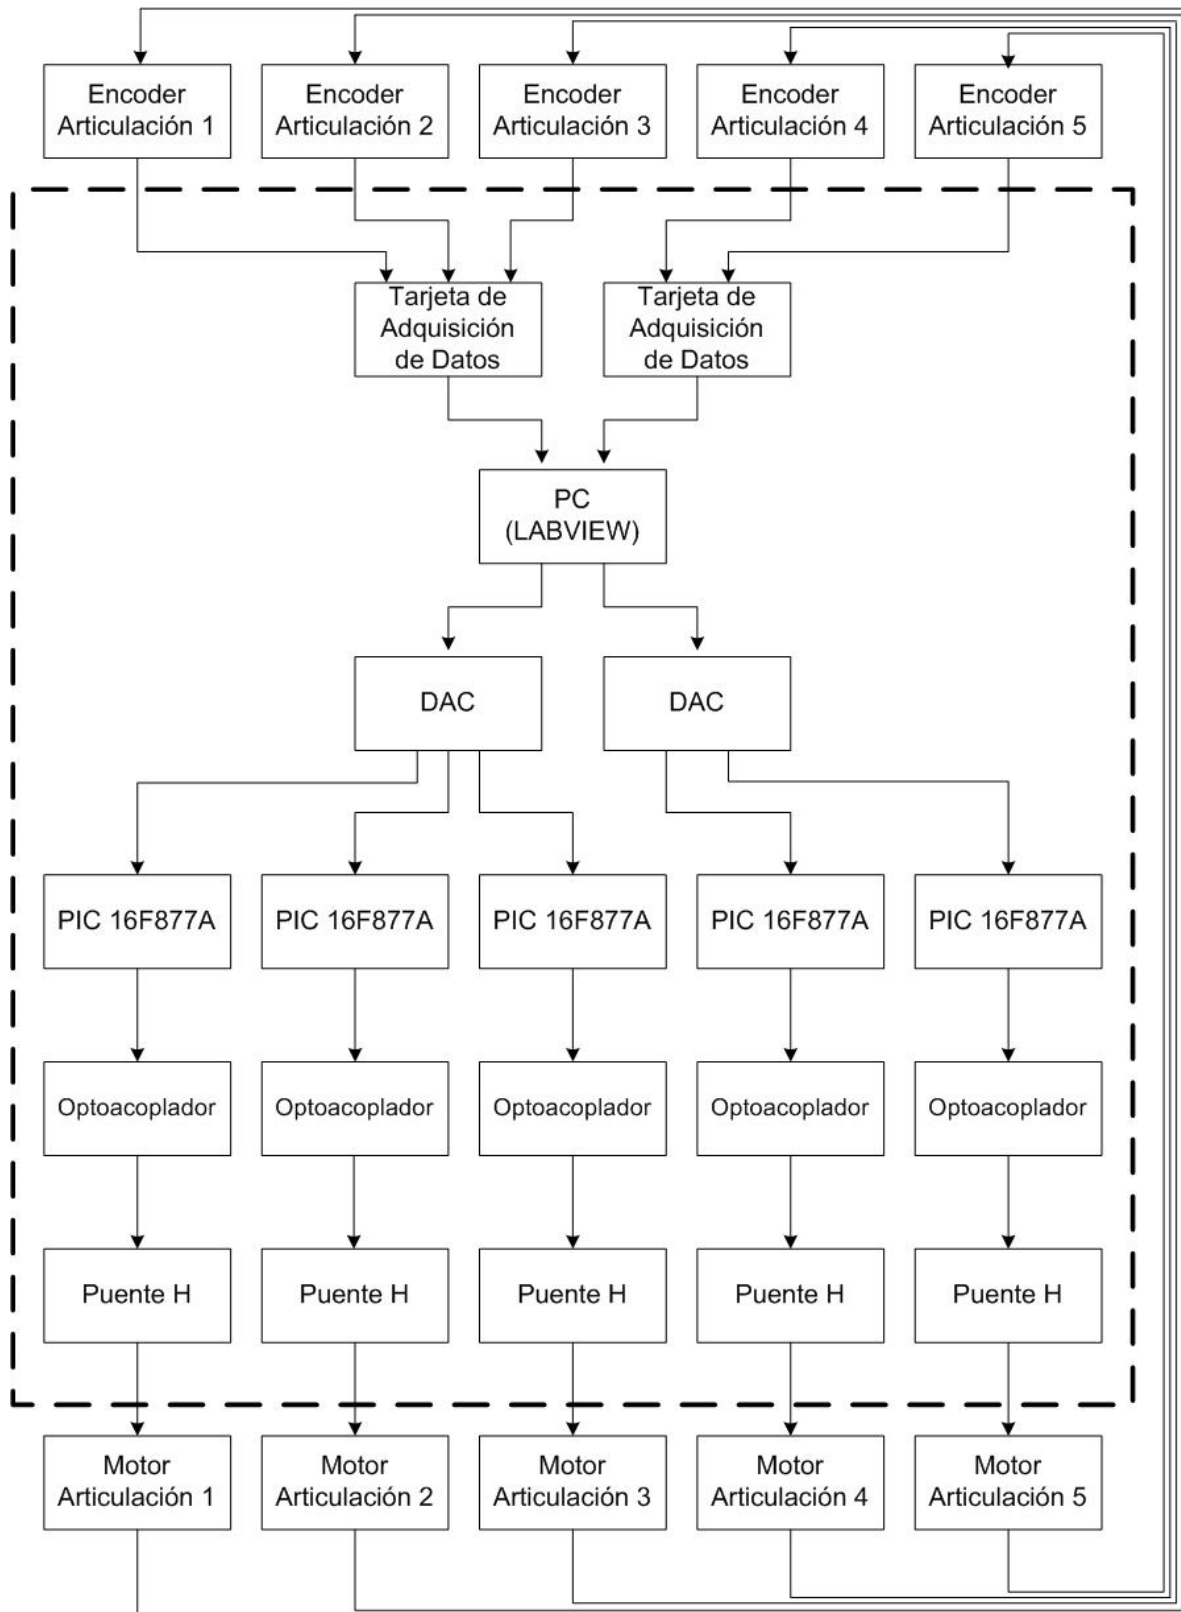 Encoder
Articulación 1
Encoder
Articulación 2
Encoder
Articulación 3
Encoder
Articulación 4
Encoder
Articulación 5
Tarjeta de
Adquisición
de Datos
Tarjeta de
Adquisición
de Datos
PC
(LABVIEW)
DAC
DAC
PIC 16F877A
PIC 16F877A
PIC 16F877A
PIC 16F877A
PIC 16F877A
Optoacoplador
Optoacoplador
Optoacoplador
Optoacoplador
Optoacoplador
Puente H
Puente H
Puente H
Puente H
Puente H
Motor
Articulación 1
Motor
Articulación 2
Motor
Articulación 3
Motor
Articulación 4
Motor
Articulación 5